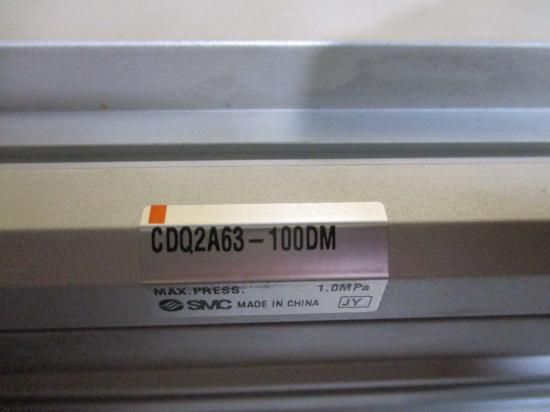 CDQ2A63-100DM
MAX.PRESS. 1.0MPa
SMC MADE IN CHINA JY